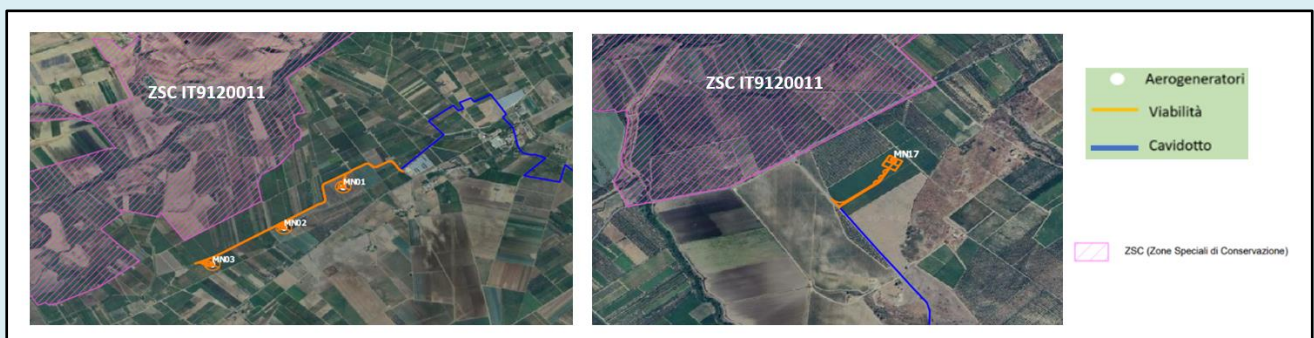 ZSC IT9120011
MN01
MN02
MN03
ZSC IT9120011
MN17
Aerogeneratori
Viabilità
Cavidotto
ZSC (Zone Speciali di Conservazione)